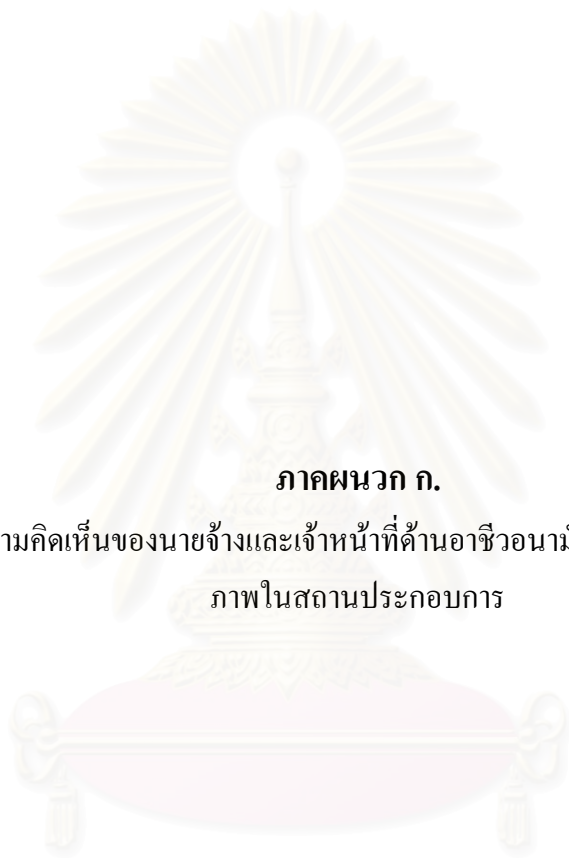 ภาคผนวก ก.
ามคิดเห็นของนายจ้างและเจ้าหน้าที่ด้านอาชีวอนามั
ภาพในสถานประกอบการ